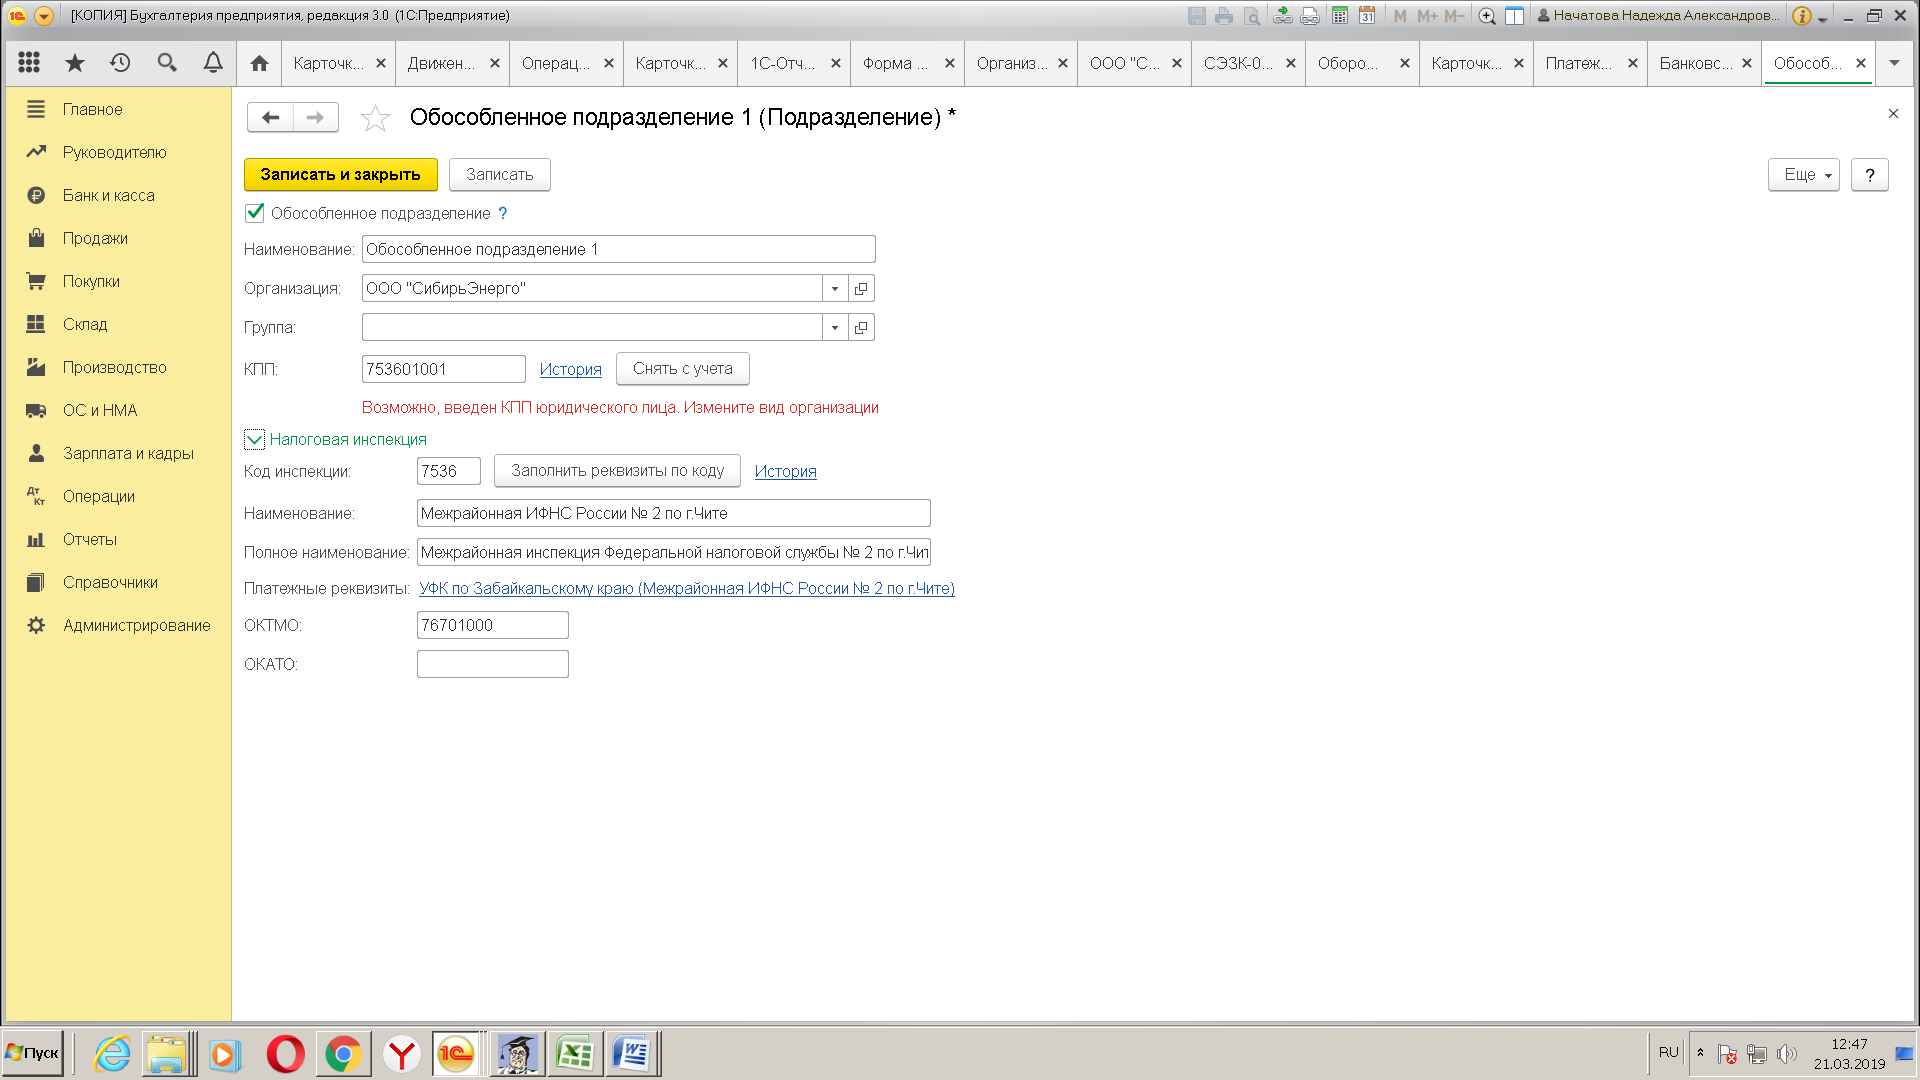 [КОПИЯ] Бухгалтерия предприятия, редакция 3.0 (1С:Предприятие)
M M+ M-
Начатова Надежда Александров...
Карточк...
Движен...
Операц...
Карточк...
1С-Отч...
Форма ...
Организ...
ООО "С...
СЭЗК-0...
Оборо...
Карточк...
Платеж...
Банковс...
Обособ...
Главное
Руководителю
Банк и касса
Продажи
Покупки
Склад
Производство
ОС и НМА
Зарплата и кадры
Операции
Отчеты
Справочники
Администрирование
Обособленное подразделение 1 (Подразделение) *
Записать и закрыть
Записать
Еще
?
Обособленное подразделение ?
Наименование: Обособленное подразделение 1
Организация: ООО "СибирьЭнерго"
Группа:
КПП: 753601001 История Снять с учета
Возможно, введен КПП юридического лица. Измените вид организации
Налоговая инспекция
Код инспекции: 7536 Заполнить реквизиты по коду История
Наименование: Межрайонная ИФНС России № 2 по г.Чите
Полное наименование: Межрайонная инспекция Федеральной налоговой службы № 2 по г.Чит
Платежные реквизиты: УФК по Забайкальскому краю (Межрайонная ИФНС России № 2 по г.Чите)
ОКТМО: 76701000
ОКАТО:
Пуск
RU
12:47
21.03.2019